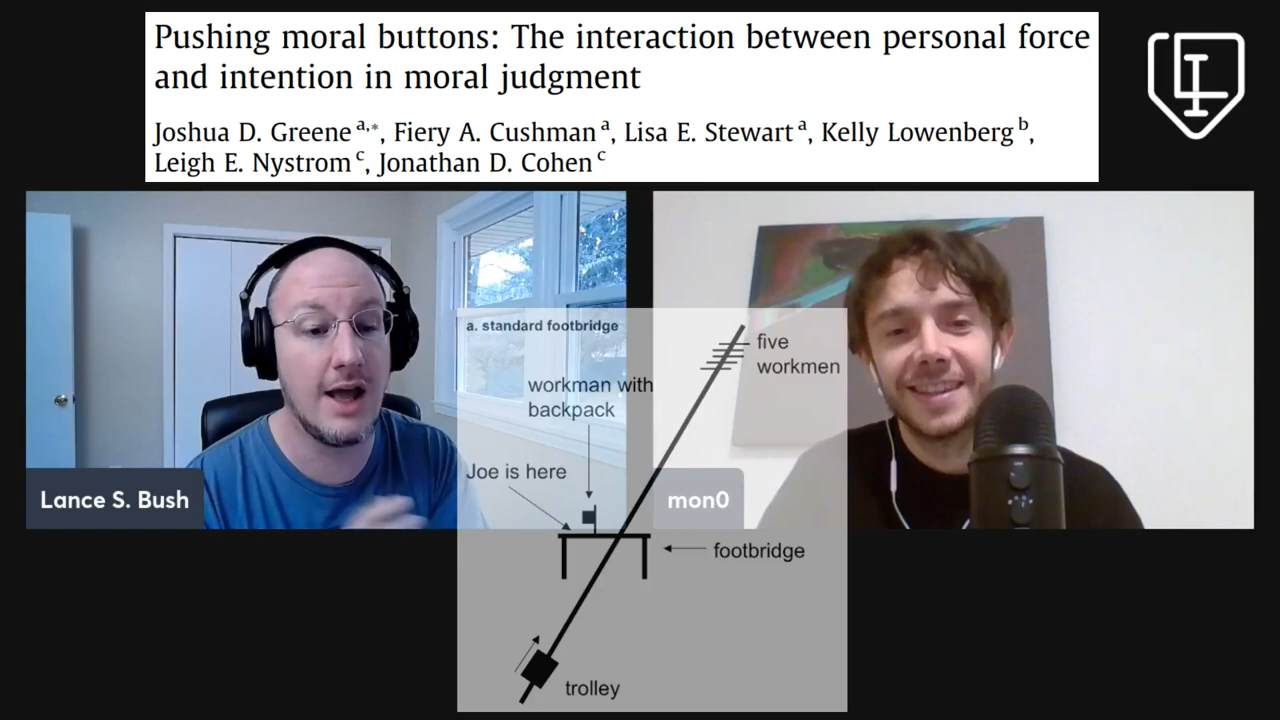 Pushing moral buttons: The interaction between personal force
and intention in moral judgment
Joshua D. Greene a,*, Fiery A. Cushman a, Lisa E. Stewart a, Kelly Lowenberg b,
Leigh E. Nystrom c, Jonathan D. Cohen c
a. standard footbridge
five
workmen
workman with
backpack
Joe is here
Lance S. Bush
mon0
footbridge
trolley